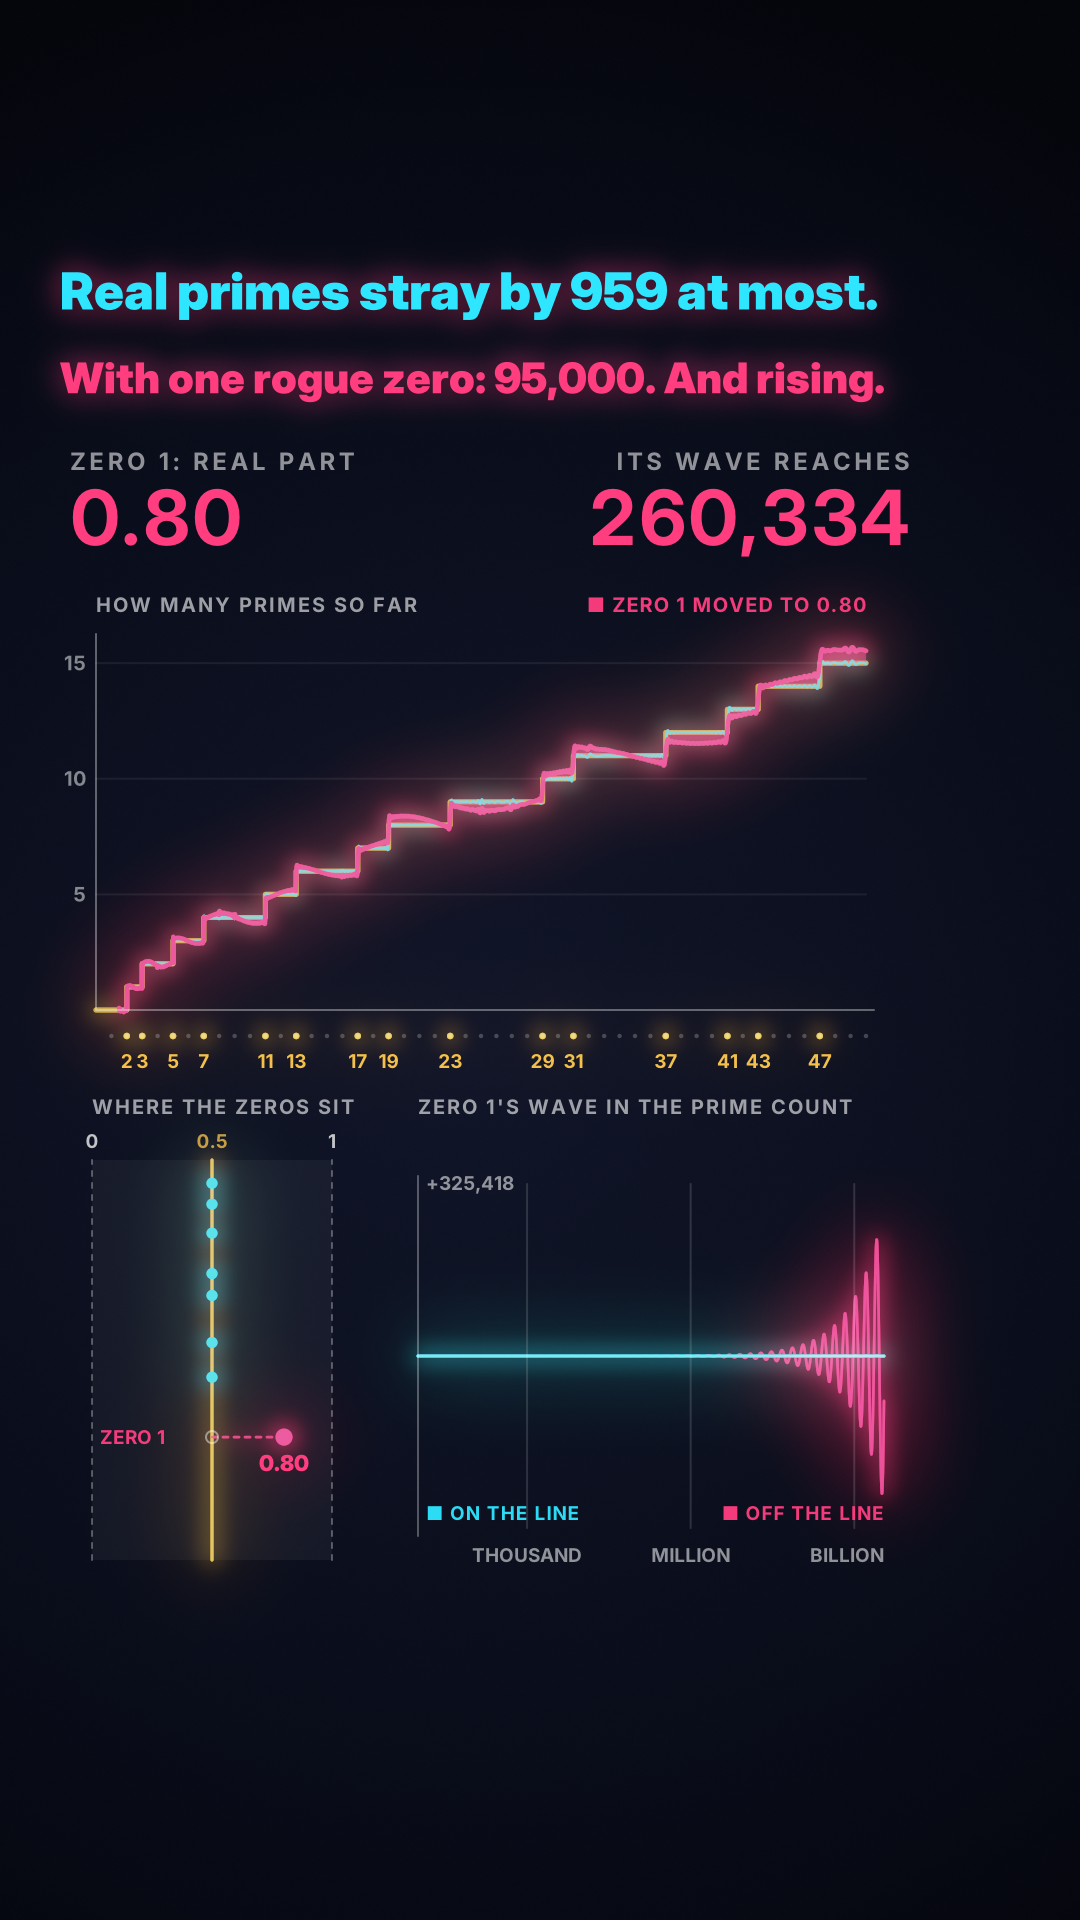 Real primes stray by 959 at most.
With one rogue zero: 95,000. And rising.
ZERO 1: REAL PART
ITS WAVE REACHES
0.80
260,334
HOW MANY PRIMES SO FAR
ZERO 1 MOVED TO 0.80
15
10
5
2 3 5 7 11 13 17 19 23 29 31 37 41 43 47
WHERE THE ZEROS SIT
ZERO 1'S WAVE IN THE PRIME COUNT
0 0.5 1
+325,418
ZERO 1
0.80
ON THE LINE
OFF THE LINE
THOUSAND MILLION BILLION